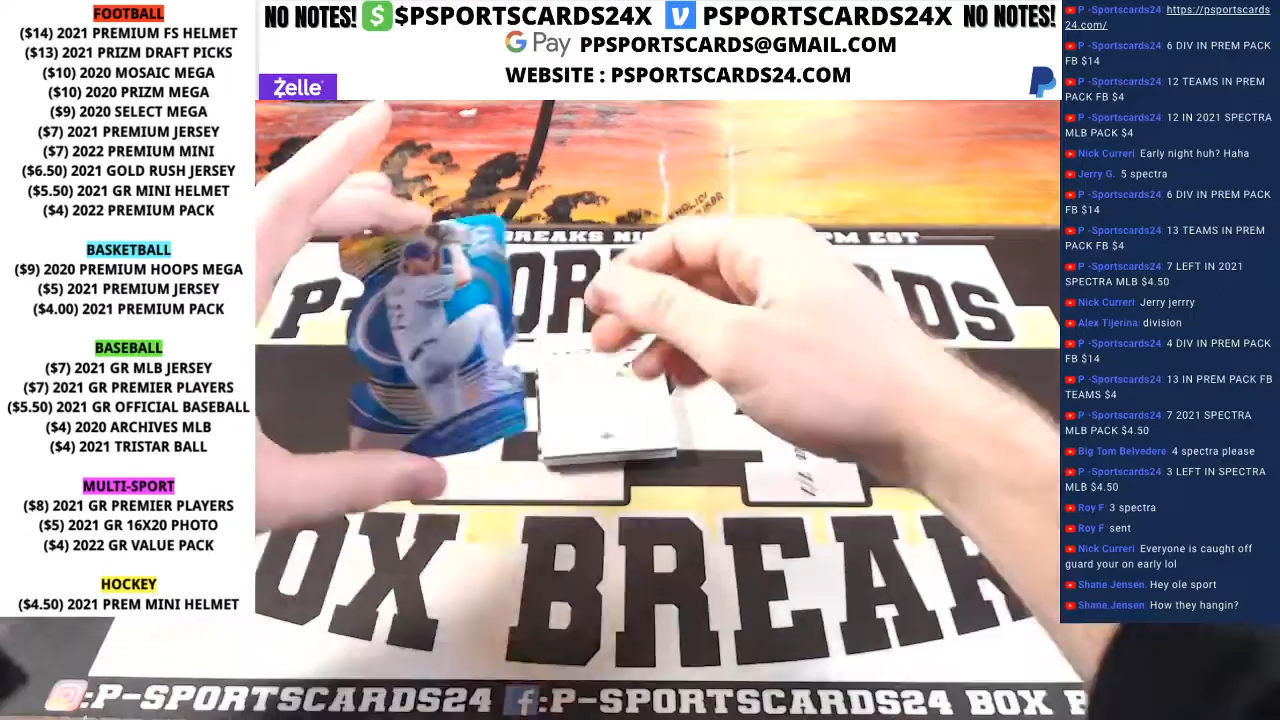 FOOTBALL
($14) 2021 PREMIUM FS HELMET
($13) 2021 PRIZM DRAFT PICKS
($10) 2020 MOSAIC MEGA
($10) 2020 PRIZM MEGA
($9) 2020 SELECT MEGA
($7) 2021 PREMIUM JERSEY
($7) 2022 PREMIUM MINI
($6.50) 2021 GOLD RUSH JERSEY
($5.50) 2021 GR MINI HELMET
($4) 2022 PREMIUM PACK
BASKETBALL
($9) 2020 PREMIUM HOOPS MEGA
($5) 2021 PREMIUM JERSEY
($4.00) 2021 PREMIUM PACK
BASEBALL
($7) 2021 GR MLB JERSEY
($7) 2021 GR PREMIER PLAYERS
($5.50) 2021 GR OFFICIAL BASEBALL
($4) 2020 ARCHIVES MLB
($4) 2021 TRISTAR BALL
MULTI-SPORT
($8) 2021 GR PREMIER PLAYERS
($5) 2021 GR 16X20 PHOTO
($4) 2022 GR VALUE PACK
HOCKEY
($4.50) 2021 PREM MINI HELMET
NO NOTES! $ $PSPORTSCARDS24X V PSPORTSCARDS24X NO NOTES!
G Pay PPSPORTSCARDS@GMAIL.COM
Zelle WEBSITE : PSPORTSCARDS24.COM
BREAKS NI PM EST
BOX BREAK
:P-SPORTSCARDS24 f:P-SPORTSCARDS24 BOX
P -Sportscards24: https://psportscards
24.com/
P -Sportscards24: 6 DIV IN PREM PACK
FB $14
P -Sportscards24: 12 TEAMS IN PREM
PACK FB $4
P -Sportscards24: 12 IN 2021 SPECTRA
MLB PACK $4
Nick Curreri: Early night huh? Haha
Jerry G.: 5 spectra
P -Sportscards24: 6 DIV IN PREM PACK
FB $14
P -Sportscards24: 13 TEAMS IN PREM
PACK FB $4
P -Sportscards24: 7 LEFT IN 2021
SPECTRA MLB $4.50
Nick Curreri: Jerry jerrry
Alex Tijerina: division
P -Sportscards24: 4 DIV IN PREM PACK
FB $14
P -Sportscards24: 13 IN PREM PACK FB
TEAMS $4
P -Sportscards24: 7 2021 SPECTRA
MLB PACK $4.50
Big Tom Belvedere: 4 spectra please
P -Sportscards24: 3 LEFT IN SPECTRA
MLB $4.50
Roy F: 3 spectra
Roy F: sent
Nick Curreri: Everyone is caught off
guard your on early lol
Shane Jensen: Hey ole sport
Shane Jensen: How they hangin?